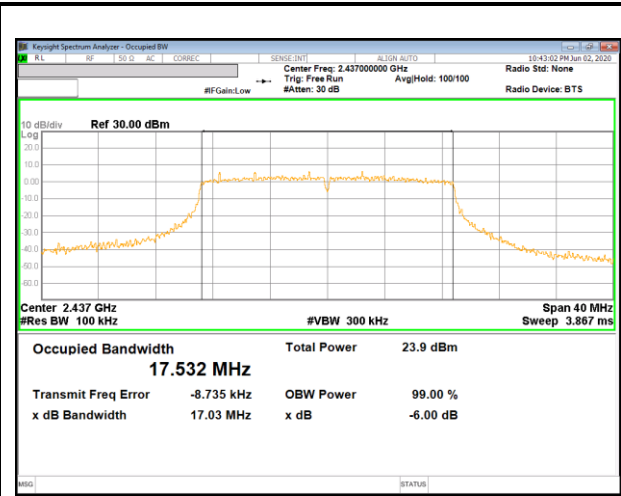 Keysight Spectrum Analyzer - Occupied BW
RL RF 50 Ω AC CORREC SENSE:INT ALIGN AUTO 10:43:02 PM Jun 02, 2020
Center Freq: 2.437000000 GHz Radio Std: None
Trig: Free Run Avg|Hold: 100/100
#IFGain:Low #Atten: 30 dB Radio Device: BTS
10 dB/div Ref 30.00 dBm
Log
20.0
10.0
0.00
-10.0
-20.0
-30.0
-40.0
-50.0
-60.0
Center 2.437 GHz Span 40 MHz
#Res BW 100 kHz #VBW 300 kHz Sweep 3.867 ms
Occupied Bandwidth Total Power 23.9 dBm
17.532 MHz
Transmit Freq Error -8.735 kHz OBW Power 99.00 %
x dB Bandwidth 17.03 MHz x dB -6.00 dB
MSG STATUS